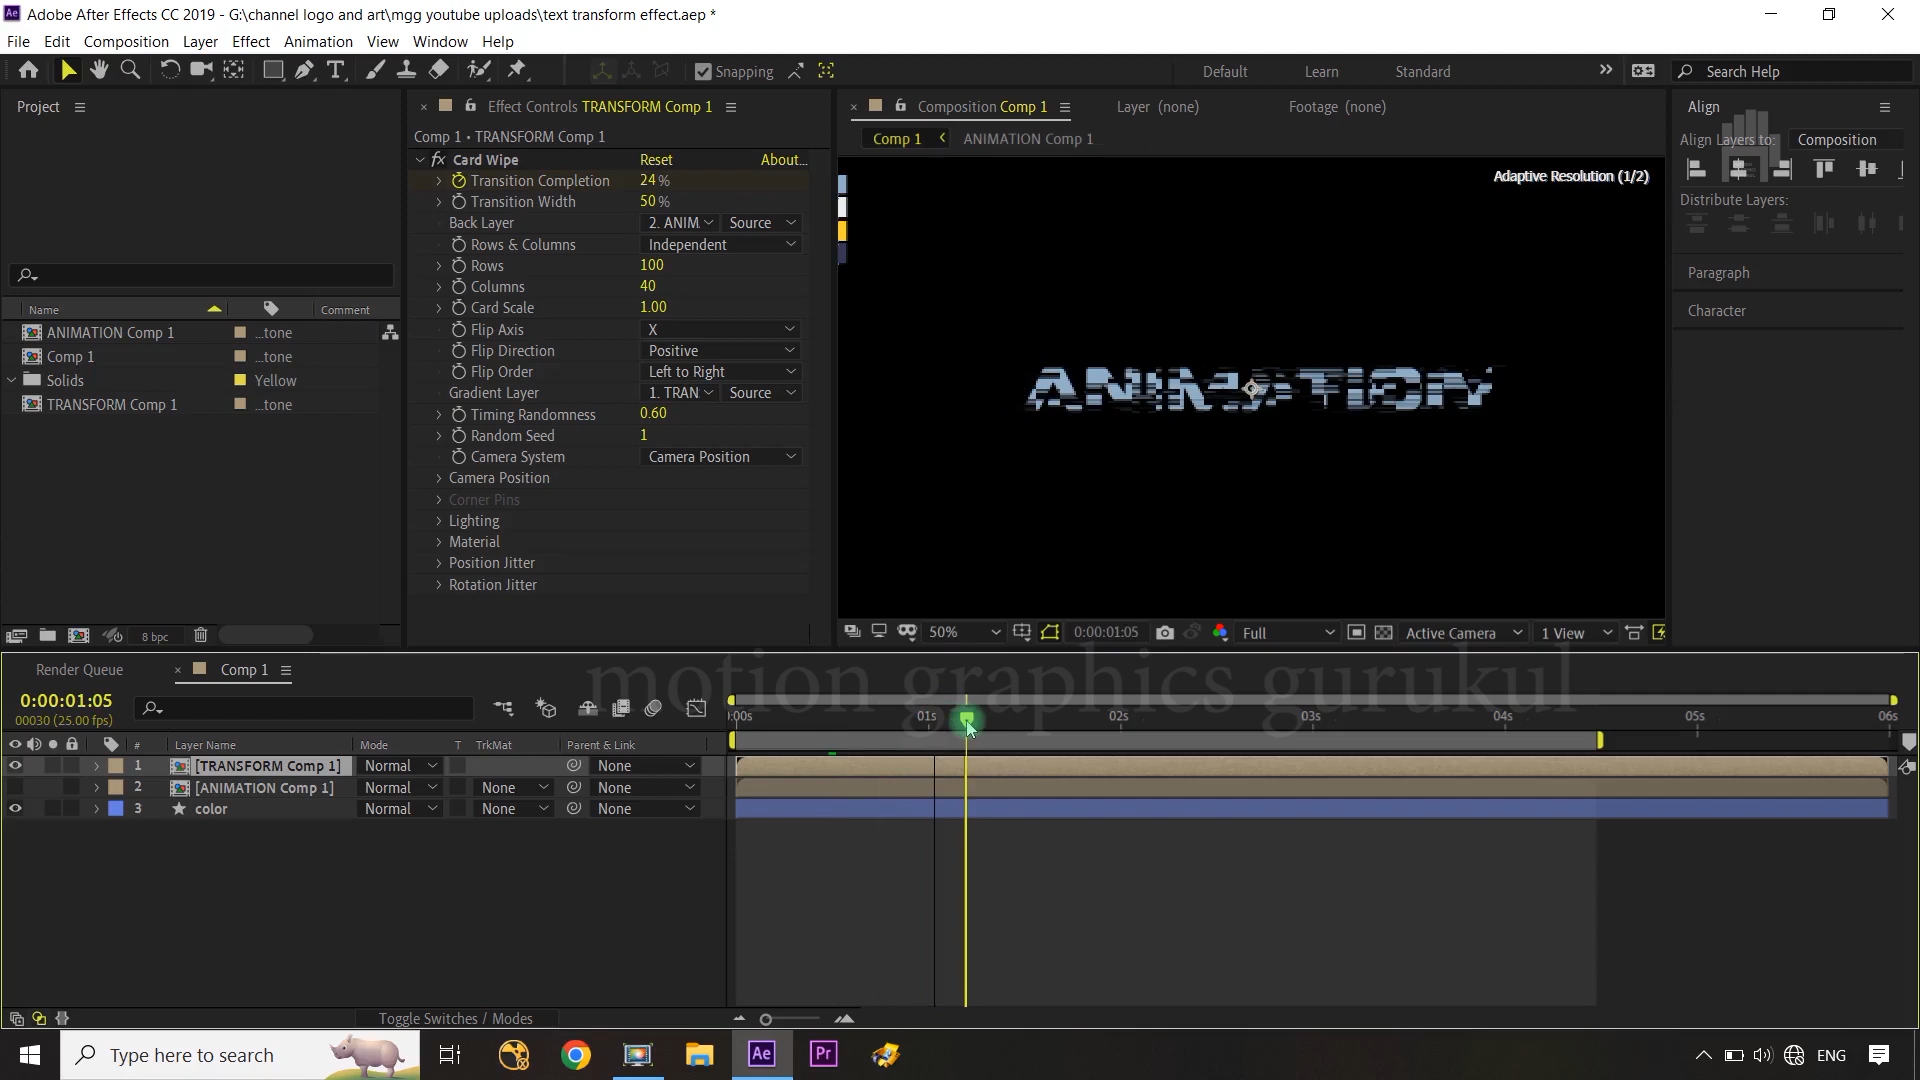 Adobe After Effects CC 2019 - G:\channel logo and art\mgg youtube uploads\text transform effect.aep *
File Edit Composition Layer Effect Animation View Window Help
Snapping Default Learn Standard Search Help
Project
Effect Controls TRANSFORM Comp 1
Composition Comp 1 Layer (none) Footage (none)
Align
Comp 1 • TRANSFORM Comp 1
Comp 1 ANIMATION Comp 1
Align Layers to: Composition
fx Card Wipe Reset About...
Transition Completion 24 %
Adaptive Resolution (1/2)
Transition Width 50 %
Distribute Layers:
Back Layer 2. ANIM Source
Rows & Columns Independent
Rows 100
Paragraph
Columns 40
Card Scale 1.00
Character
Name Comment
Flip Axis X
ANIMATION Comp 1 ...tone
Flip Direction Positive
Comp 1 ...tone
Flip Order Left to Right
Solids Yellow
Gradient Layer 1. TRAN Source
TRANSFORM Comp 1 ...tone
Timing Randomness 0.60
Random Seed 1
Camera System Camera Position
Camera Position
Corner Pins
Lighting
Material
Position Jitter
Rotation Jitter
8 bpc
50% 0:00:01:05 Full Active Camera 1 View
Render Queue Comp 1
motion graphics gurukul
0:00:01:05
00030 (25.00 fps)
:00s 01s 02s 03s 04s 05s 06s
# Layer Name Mode T TrkMat Parent & Link
1 [TRANSFORM Comp 1] Normal None
2 [ANIMATION Comp 1] Normal None None
3 color Normal None None
Toggle Switches / Modes
Type here to search Ae Pr ENG